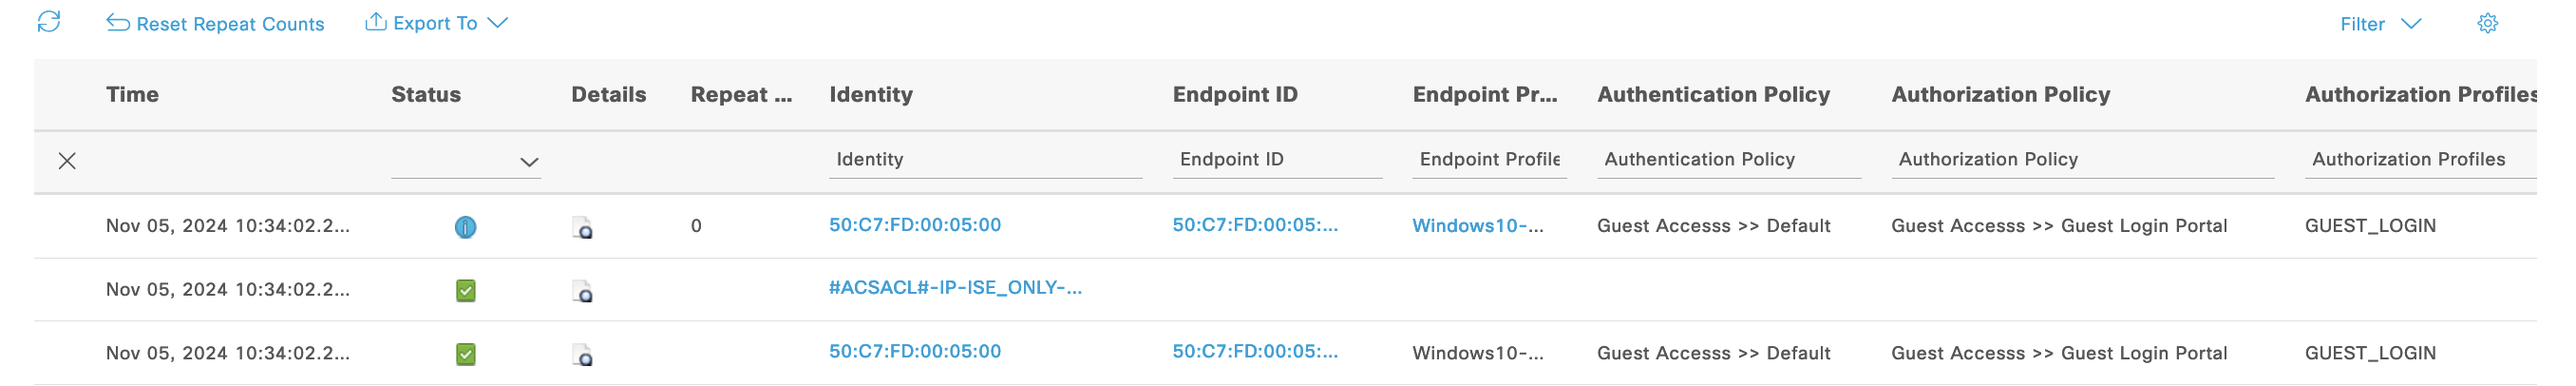 Reset Repeat Counts Export To Filter
Time Status Details Repeat ... Identity Endpoint ID Endpoint Pr... Authentication Policy Authorization Policy Authorization Profiles
Identity Endpoint ID Endpoint Profile Authentication Policy Authorization Policy Authorization Profiles
Nov 05, 2024 10:34:02.2... 0 50:C7:FD:00:05:00 50:C7:FD:00:05:... Windows10-... Guest Accesss >> Default Guest Accesss >> Guest Login Portal GUEST_LOGIN
Nov 05, 2024 10:34:02.2... #ACSACL#-IP-ISE_ONLY-...
Nov 05, 2024 10:34:02.2... 50:C7:FD:00:05:00 50:C7:FD:00:05:... Windows10-... Guest Accesss >> Default Guest Accesss >> Guest Login Portal GUEST_LOGIN